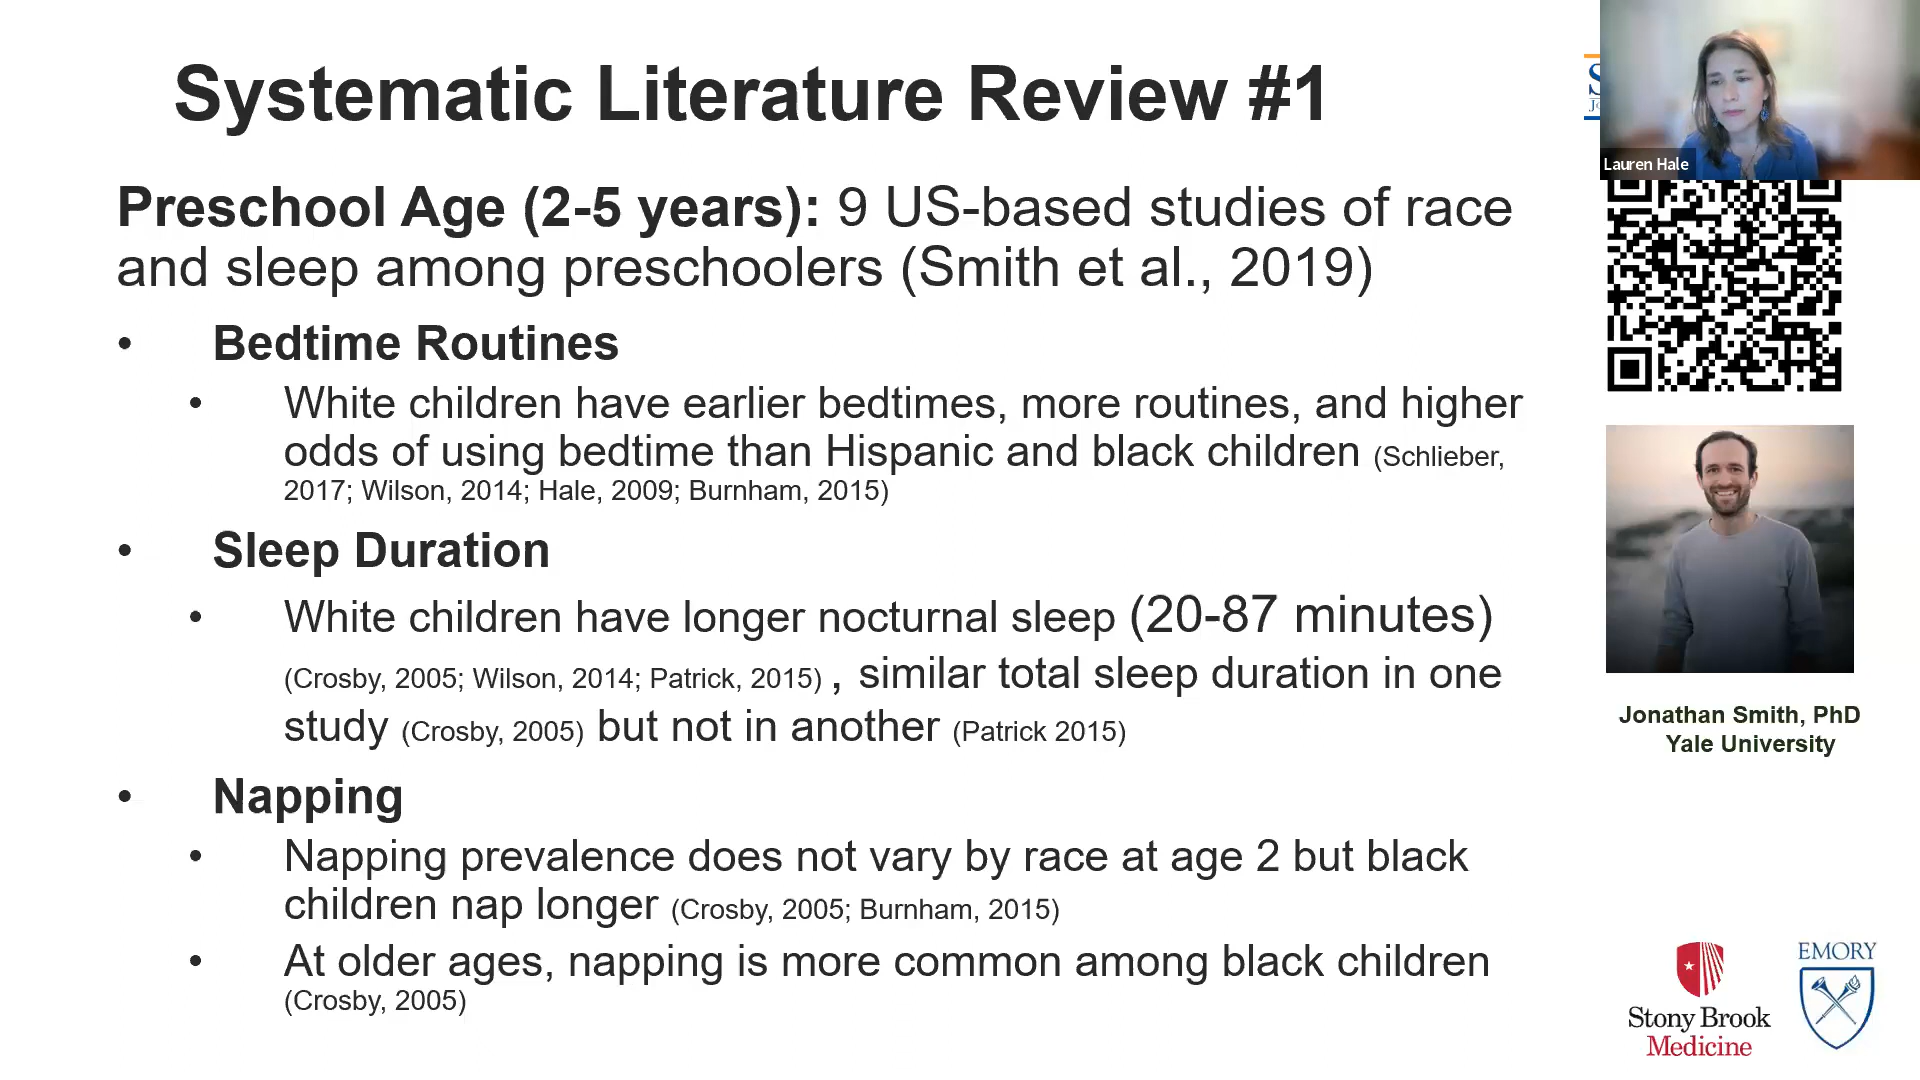 Systematic Literature Review #1
Lauren Hale
Preschool Age (2-5 years): 9 US-based studies of race
and sleep among preschoolers (Smith et al., 2019)
• Bedtime Routines
• White children have earlier bedtimes, more routines, and higher
odds of using bedtime than Hispanic and black children (Schlieber,
2017; Wilson, 2014; Hale, 2009; Burnham, 2015)
• Sleep Duration
• White children have longer nocturnal sleep (20-87 minutes)
(Crosby, 2005; Wilson, 2014; Patrick, 2015) , similar total sleep duration in one
study (Crosby, 2005) but not in another (Patrick 2015)
• Napping
• Napping prevalence does not vary by race at age 2 but black
children nap longer (Crosby, 2005; Burnham, 2015)
• At older ages, napping is more common among black children
(Crosby, 2005)
Jonathan Smith, PhD
Yale University
Stony Brook
Medicine
EMORY